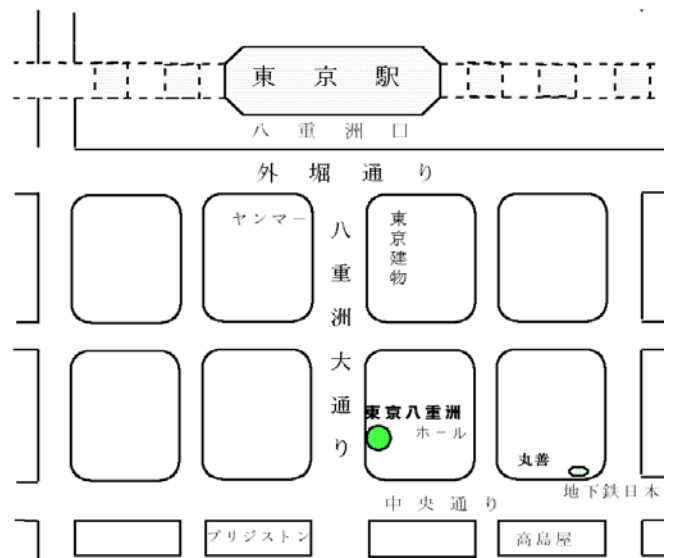 東京駅
八重洲口
外堀通り
ヤンマー
八重洲大通り
東京建物
東京八重洲
ホール
丸善
地下鉄日本
中央通り
ブリジストン
高島屋